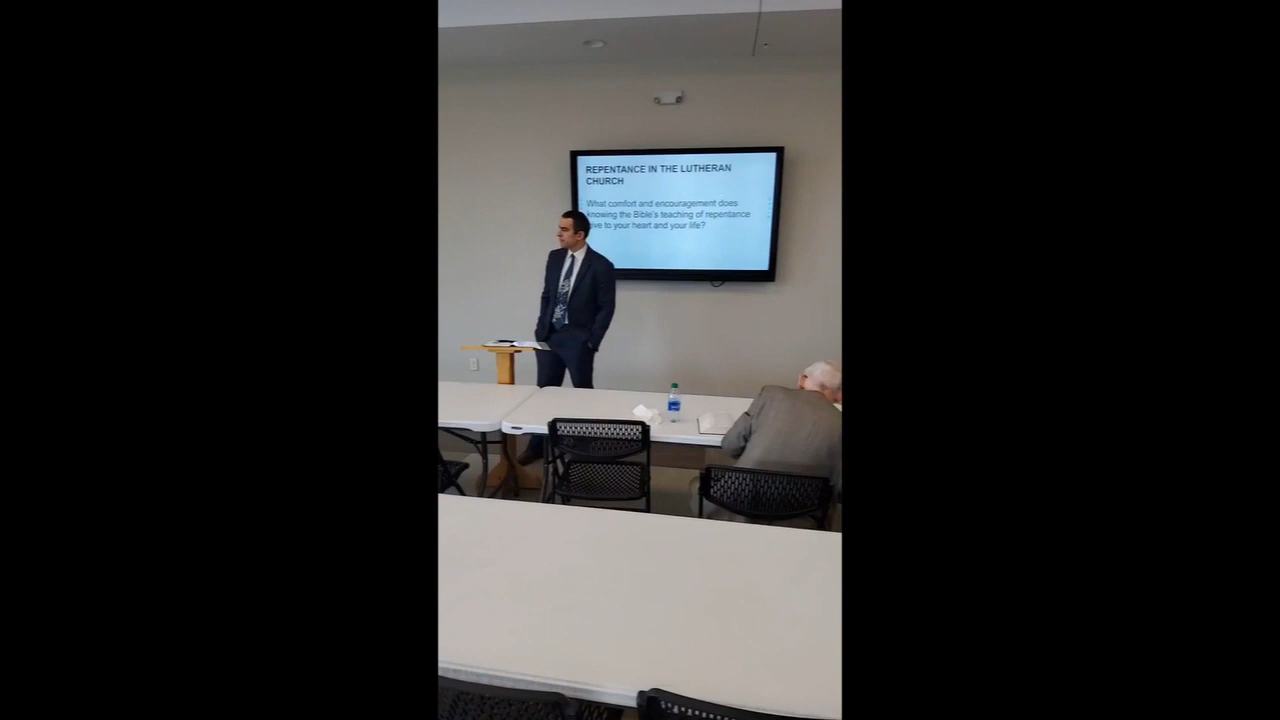 REPENTANCE IN THE LUTHERAN
CHURCH
What comfort and encouragement does
knowing the Bible's teaching of repentance
give to your heart and your life?